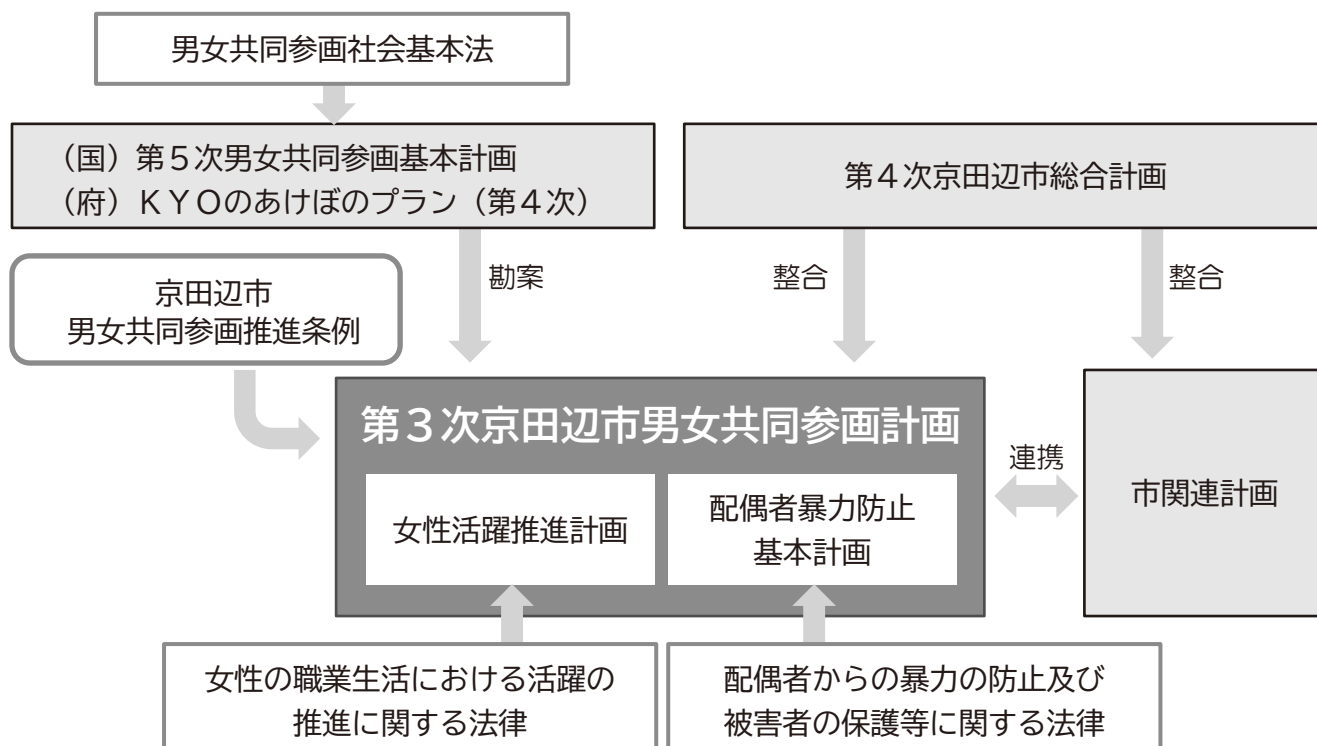 男女共同参画社会基本法
（国）第５次男女共同参画基本計画
（府）ＫＹＯのあけぼのプラン（第４次）
第４次京田辺市総合計画
京田辺市
男女共同参画推進条例
勘案
整合
整合
第３次京田辺市男女共同参画計画
女性活躍推進計画
配偶者暴力防止
基本計画
連携
市関連計画
女性の職業生活における活躍の
推進に関する法律
配偶者からの暴力の防止及び
被害者の保護等に関する法律